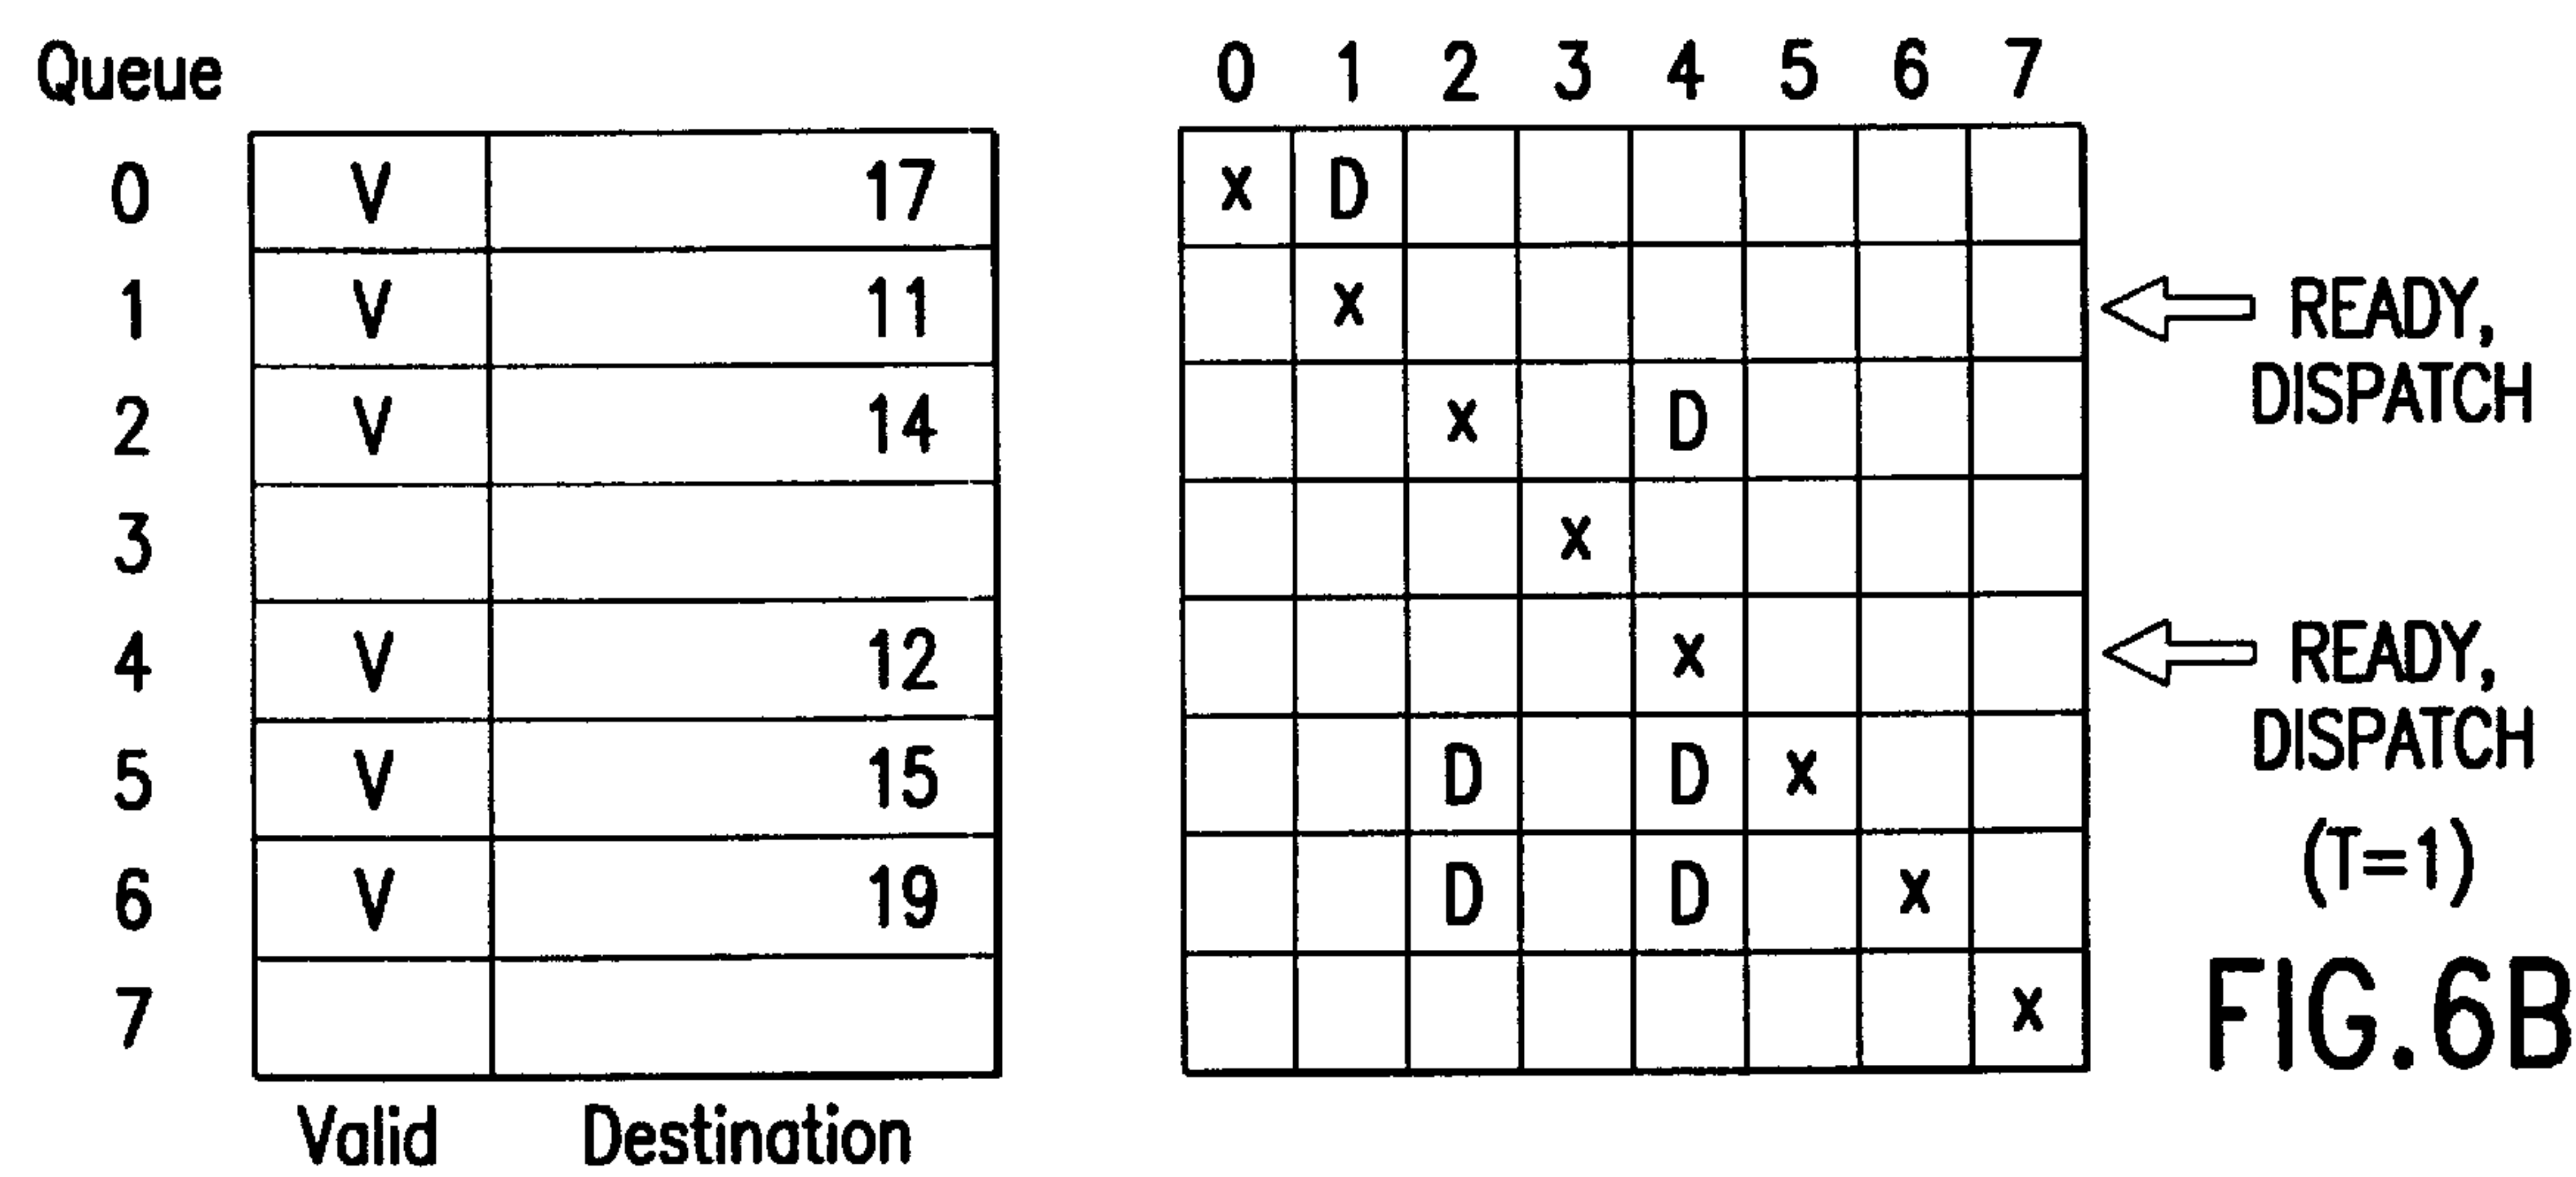 Queue 0 1 2 3 4 5 6 7
0 V 17 x D
1 V 11 x READY,
DISPATCH
2 V 14 x D
3 x
4 V 12 x READY,
DISPATCH
5 V 15 D D x
(T=1)
6 V 19 D D x
7 x
FIG.6B
Valid Destination